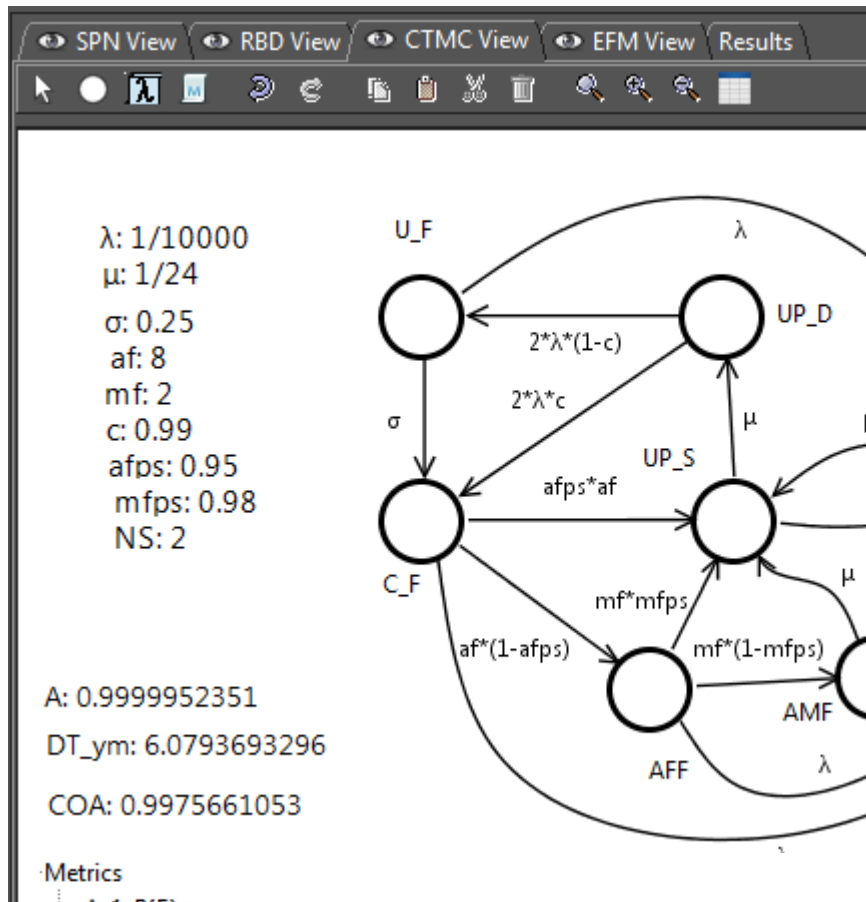 SPN View RBD View CTMC View EFM View Results
λ M
λ: 1/10000
μ: 1/24
σ: 0.25
af: 8
mf: 2
c: 0.99
afps: 0.95
mfps: 0.98
NS: 2
U_F
λ
UP_D
2*λ*(1-c)
2*λ*c
σ
μ
UP_S
afps*af
C_F
μ
mf*mfps
af*(1-afps)
mf*(1-mfps)
AMF
AFF
λ
A: 0.9999952351
DT_ym: 6.0793693296
COA: 0.9975661053
Metrics